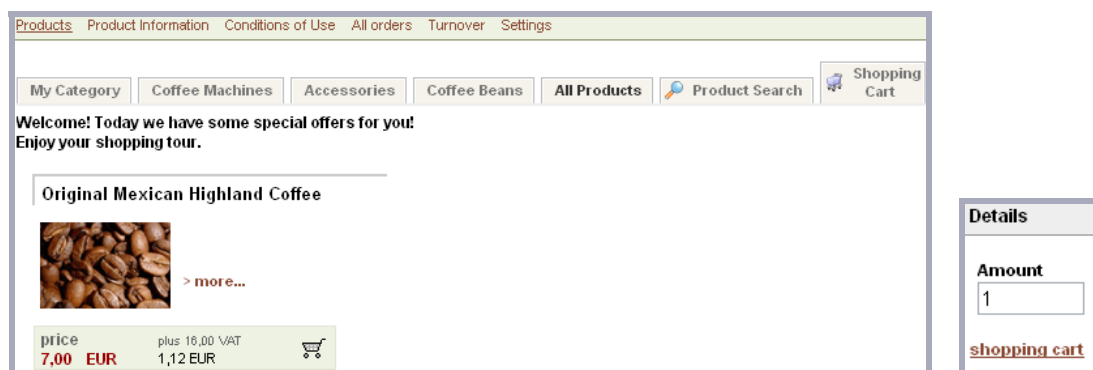 Products Product Information Conditions of Use All orders Turnover Settings
My Category Coffee Machines Accessories Coffee Beans All Products Product Search Shopping Cart
Welcome! Today we have some special offers for you!
Enjoy your shopping tour.
Original Mexican Highland Coffee
> more...
price plus 16,00 VAT
7,00 EUR 1,12 EUR
Details
Amount
1
shopping cart